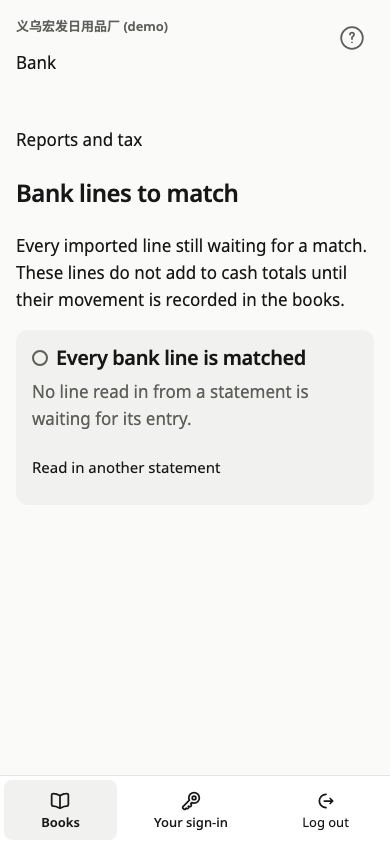 义乌宏发日用品厂 (demo)
Bank
Reports and tax
Bank lines to match
Every imported line still waiting for a match.
These lines do not add to cash totals until
their movement is recorded in the books.
Every bank line is matched
No line read in from a statement is
waiting for its entry.
Read in another statement
Books
Your sign-in
Log out